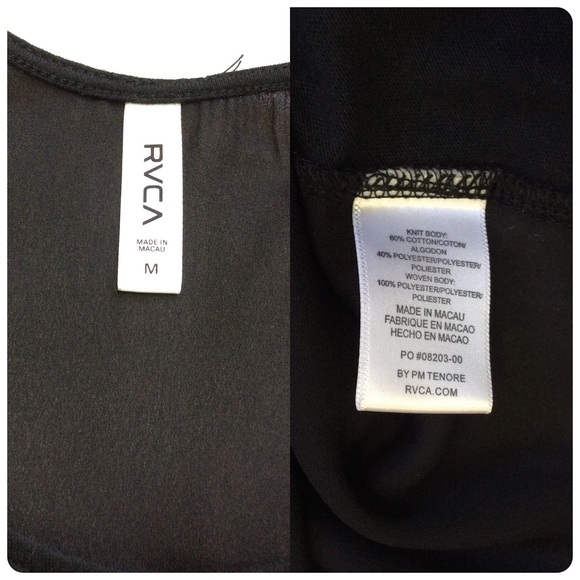 RVCA
MADE IN
MACAU
M
KNIT BODY:
60% COTTON/COTON/
ALGODON
40% POLYESTER/POLYESTER/
POLIESTER
WOVEN BODY:
100% POLYESTER/POLYESTER/
POLIESTER
MADE IN MACAU
FABRIQUE EN MACAO
HECHO EN MACAO
PO #08203-00
BY PM TENORE
RVCA.COM